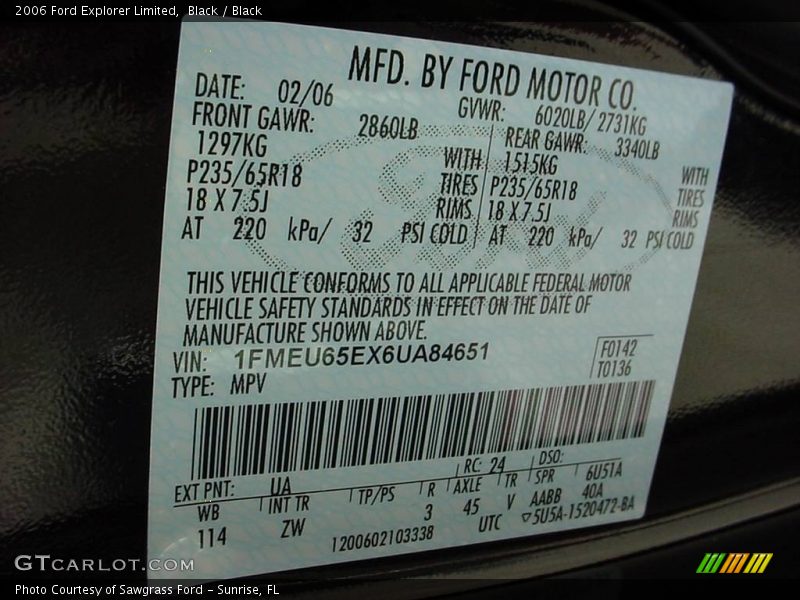 2006 Ford Explorer Limited, Black / Black
MFD. BY FORD MOTOR CO.
DATE: 02/06 GVWR: 6020LB/ 2731KG
FRONT GAWR: 2860LB REAR GAWR: 3340LB
1297KG WITH 1515KG WITH
P235/65R18 TIRES P235/65R18 TIRES
18 X 7.5J RIMS 18 X 7.5J RIMS
AT 220 kPa/ 32 PSI COLD AT 220 kPa/ 32 PSI COLD
THIS VEHICLE CONFORMS TO ALL APPLICABLE FEDERAL MOTOR
VEHICLE SAFETY STANDARDS IN EFFECT ON THE DATE OF
MANUFACTURE SHOWN ABOVE.
VIN: 1FMEU65EX6UA84651 F0142
TYPE: MPV T0136
EXT PNT: UA RC: 24 DSO:
WB INT TR TP/PS R AXLE TR SPR 6U51A
114 ZW 3 45 V AABB 40A
1200602103338 UTC ▽5U5A-1520472-BA
GTCARLOT.COM
Photo Courtesy of Sawgrass Ford - Sunrise, FL